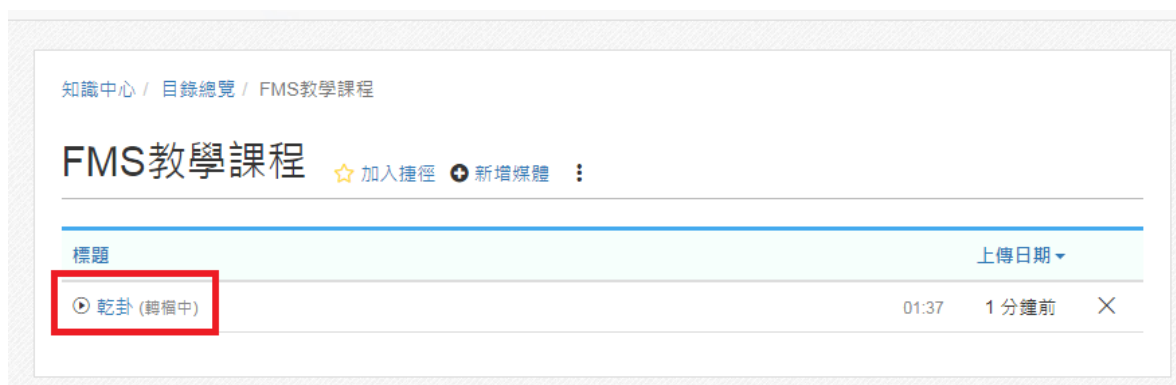 知識中心 / 目錄總覽 / FMS教學課程
FMS教學課程 加入捷徑 新增媒體
標題 上傳日期
乾卦 (轉檔中) 01:37 1 分鐘前